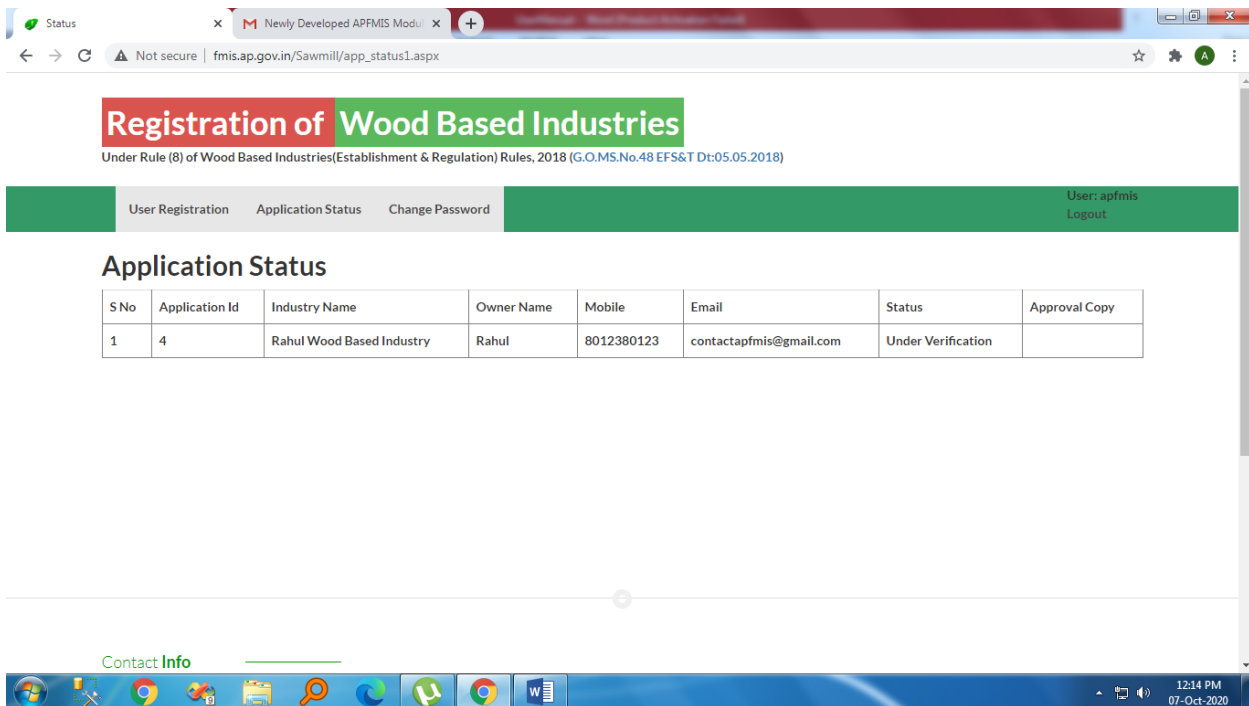 Status
Newly Developed APFMIS Modul
Not secure | fmis.ap.gov.in/Sawmill/app_status1.aspx
A
Registration of Wood Based Industries
Under Rule (8) of Wood Based Industries(Establishment & Regulation) Rules, 2018 (G.O.MS.No.48 EFS&T Dt:05.05.2018)
User Registration Application Status Change Password
User: apfmis
Logout
Application Status
S No Application Id Industry Name Owner Name Mobile Email Status Approval Copy
1 4 Rahul Wood Based Industry Rahul 8012380123 contactapfmis@gmail.com Under Verification
Contact Info
12:14 PM
07-Oct-2020